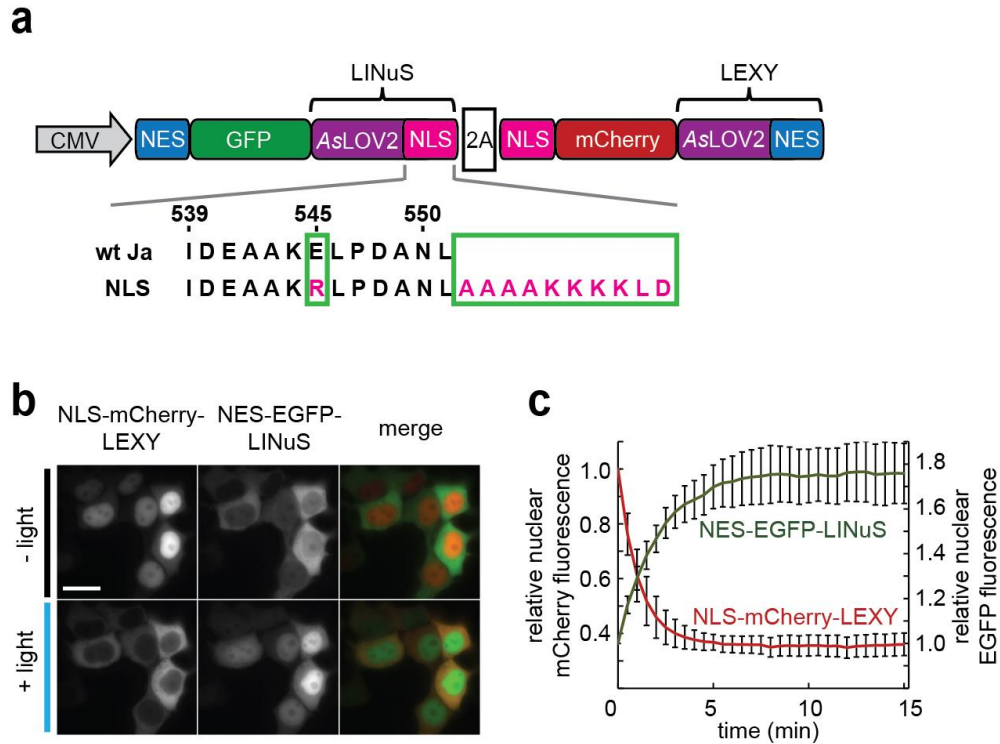 a
LINuS LEXY
CMV NES GFP AsLOV2 NLS 2A NLS mCherry AsLOV2 NES
539 545 550
wt Ja I D E A A K E L P D A N L
NLS I D E A A K R L P D A N L A A A A K K K K L D
b
NLS-mCherry-
LEXY
NES-EGFP-
LINuS
merge
- light
+ light
c
relative nuclear
mCherry fluorescence
1.0
0.8
0.6
0.4
NES-EGFP-LINuS
NLS-mCherry-LEXY
1.8
1.6
1.4
1.2
1.0
relative nuclear
EGFP fluorescence
0 5 10 15
time (min)